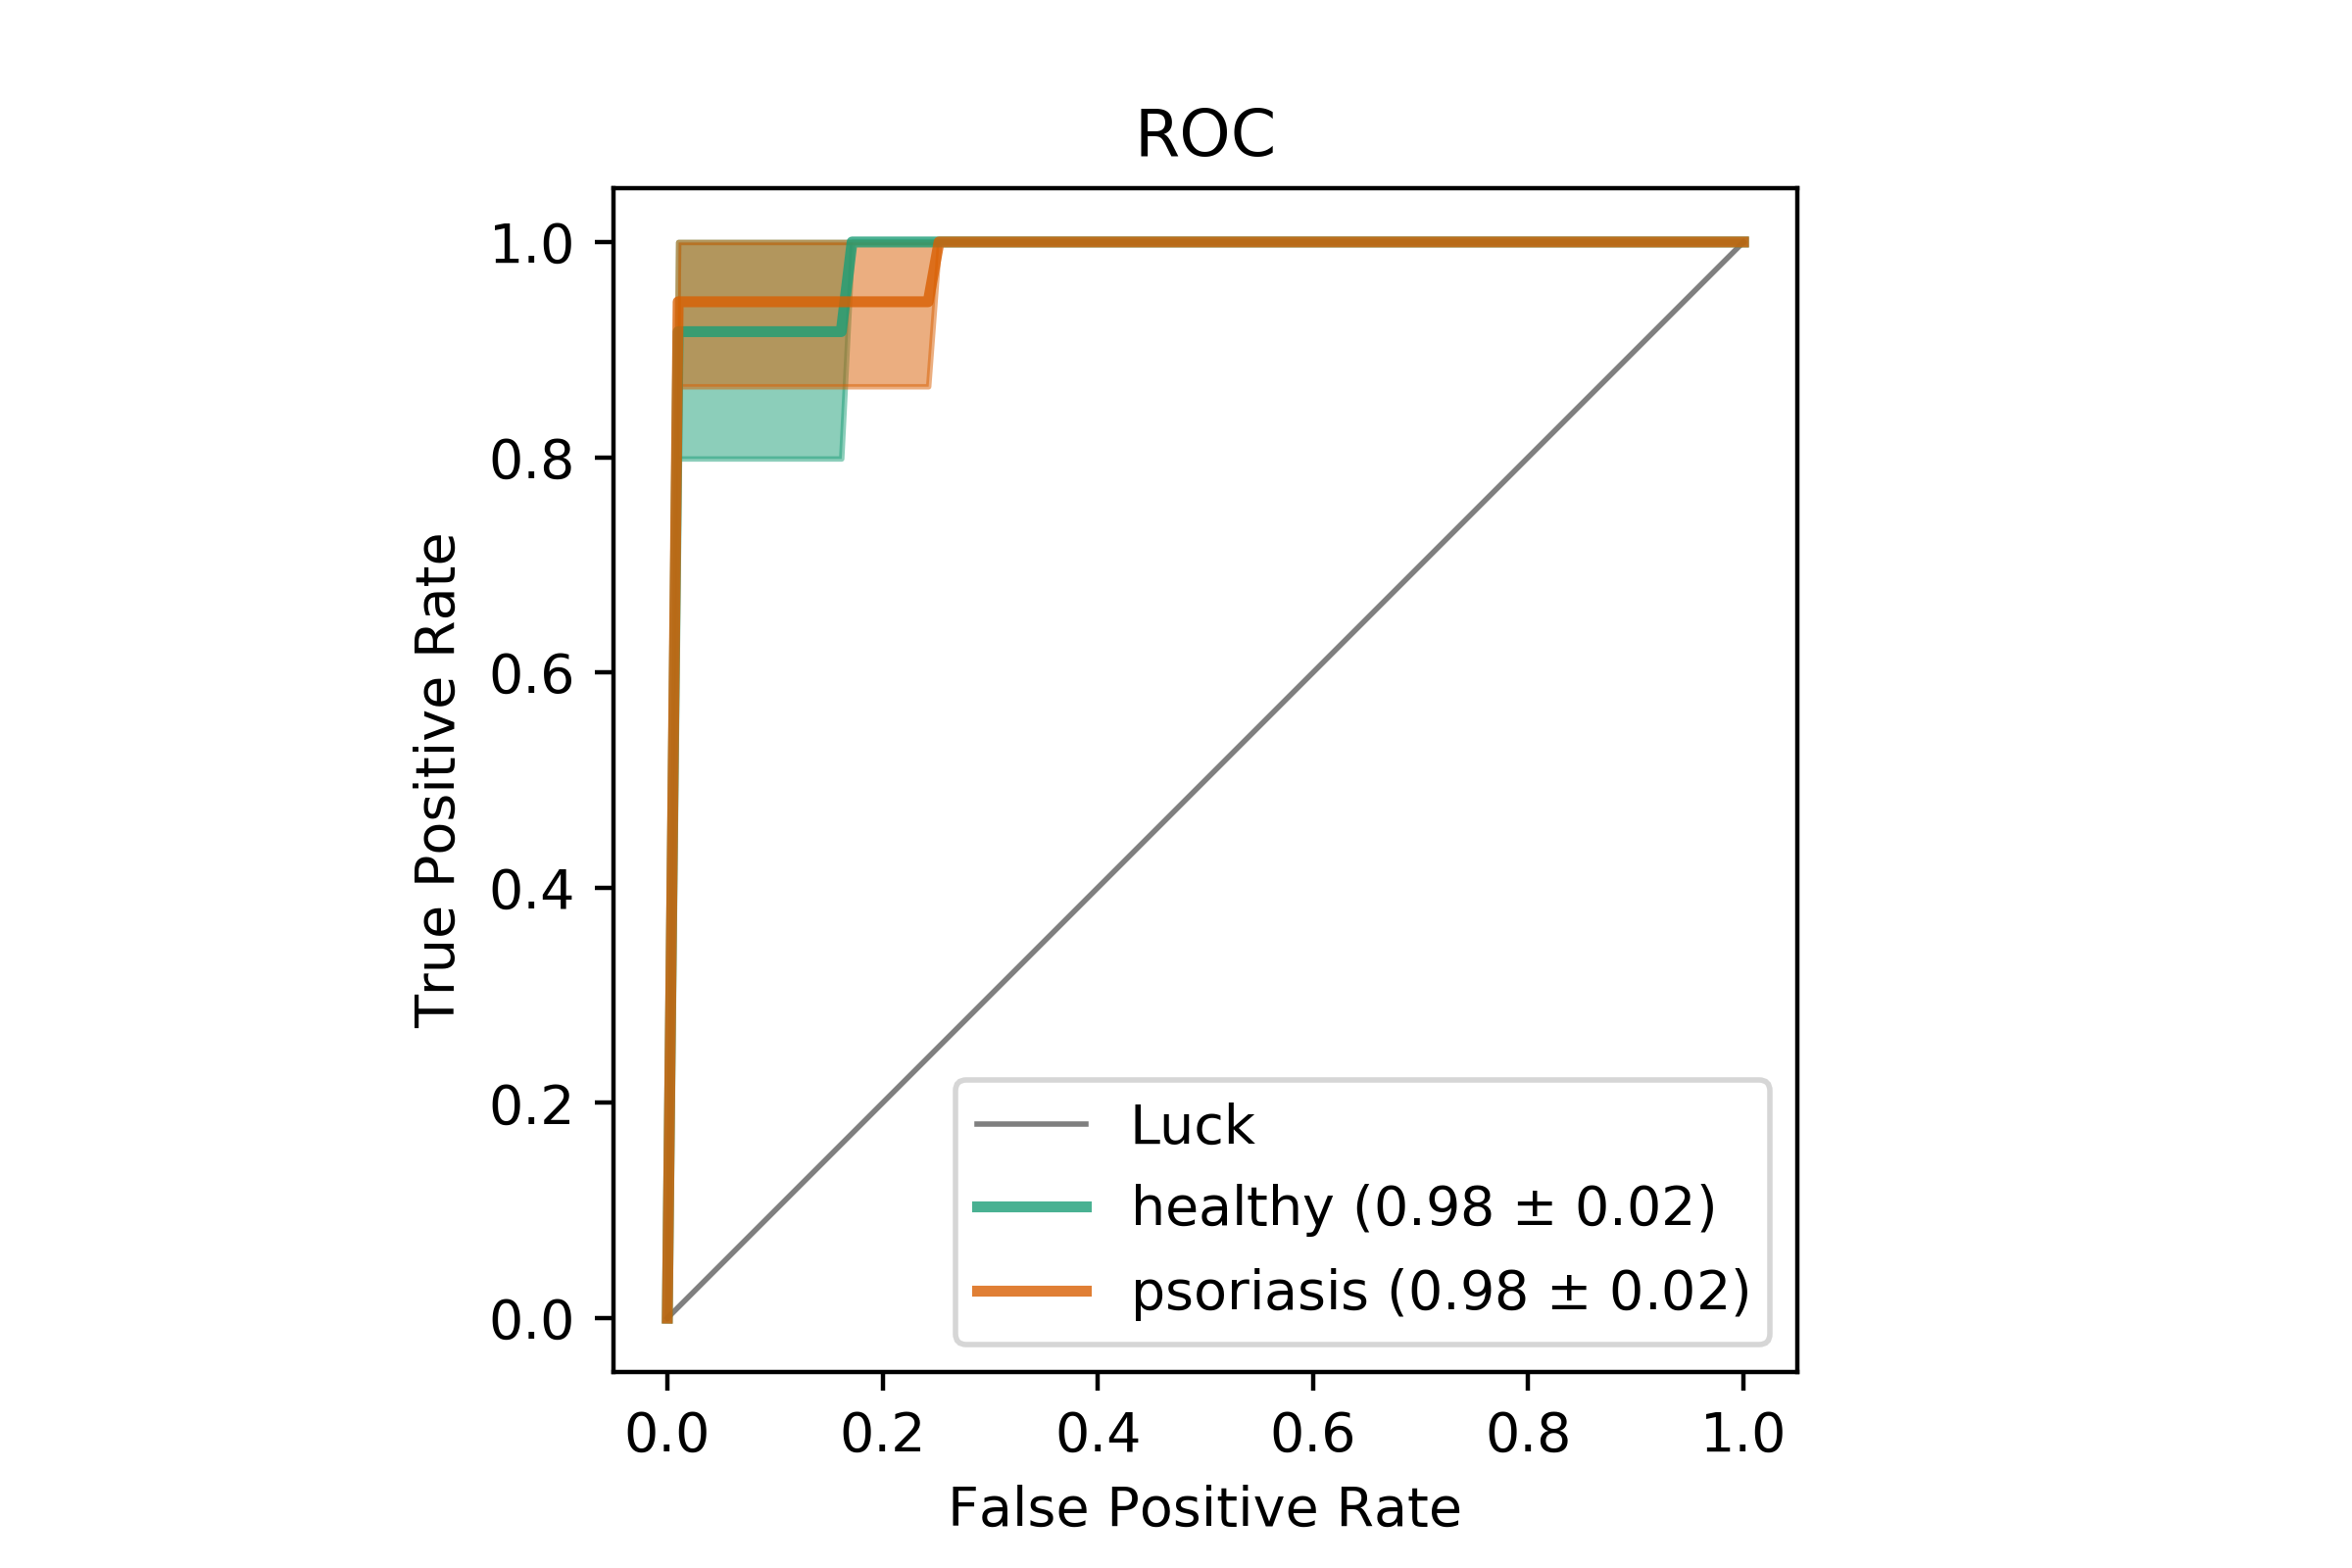 ROC
1.0
0.8
0.6
0.4
0.2
0.0
True Positive Rate
Luck
healthy (0.98 ± 0.02)
psoriasis (0.98 ± 0.02)
0.0 0.2 0.4 0.6 0.8 1.0
False Positive Rate